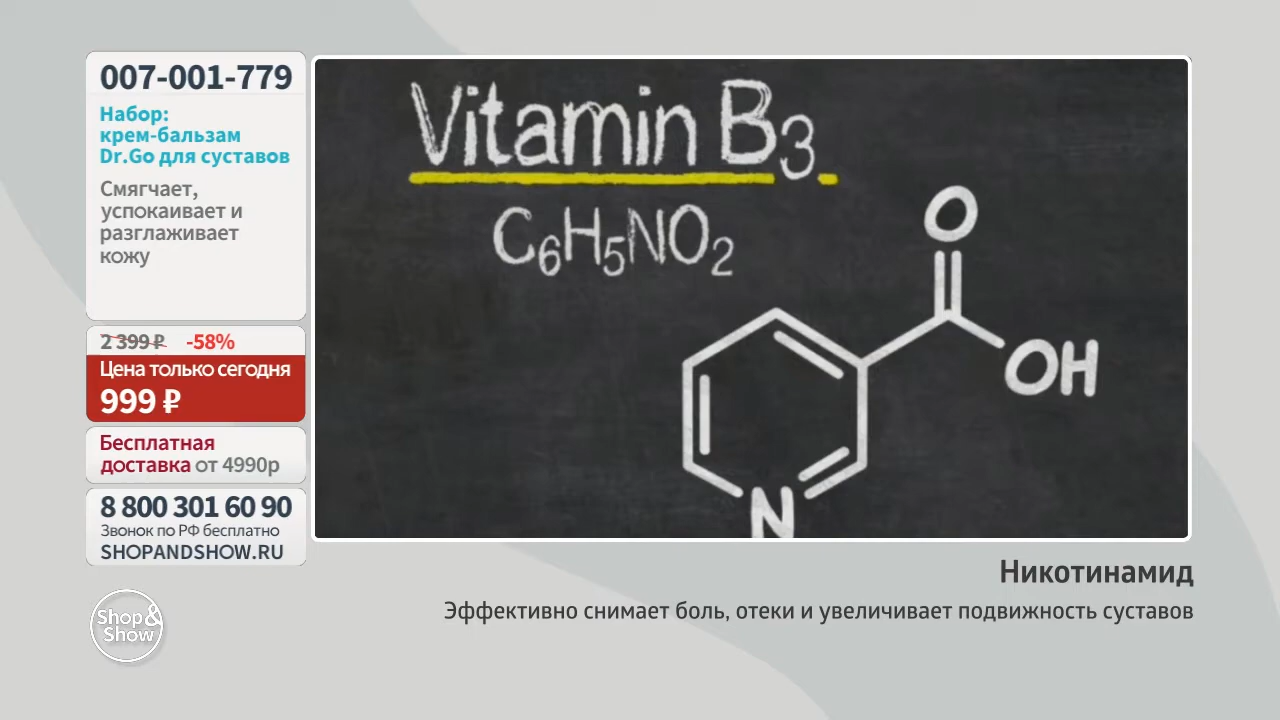 007-001-779
Набор:
крем-бальзам
Dr.Go для суставов
Смягчает,
успокаивает и
разглаживает
кожу
2 399 ₽ -58%
Цена только сегодня
999 ₽
Бесплатная
доставка от 4990р
8 800 301 60 90
Звонок по РФ бесплатно
SHOPANDSHOW.RU
Shop&
Show
Vitamin B3
C6H5NO2
O
OH
N
Никотинамид
Эффективно снимает боль, отеки и увеличивает подвижность суставов